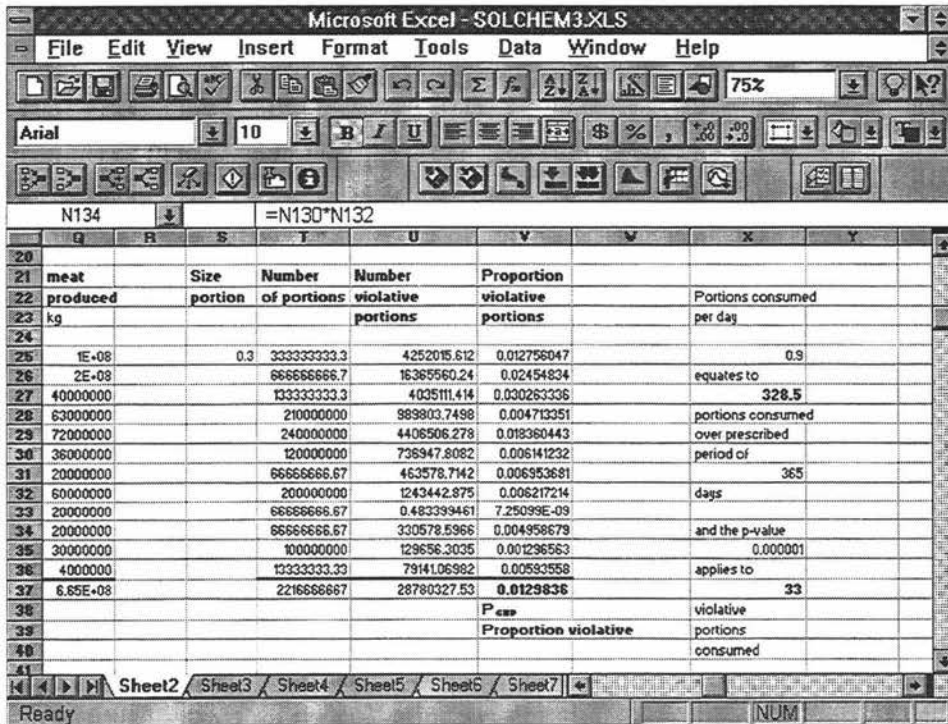 Microsoft Excel - SOLCHEM3.XLS
File Edit View Insert Format Tools Data Window Help
75%
Arial 10 B I U $ % ,
N134 =N130*N132
Q R S T U V W X Y
20
21 meat Size Number Number Proportion
22 produced portion of portions violative violative Portions consumed
23 kg portions portions per day
24
25 1E+08 0.3 333333333.3 4252015.612 0.012756047 0.9
26 2E+08 666666666.7 16365560.24 0.02454834 equates to
27 40000000 133333333.3 4035111.414 0.030263336 328.5
28 63000000 210000000 989803.7498 0.004713351 portions consumed
29 72000000 240000000 4406506.278 0.018360443 over prescribed
30 36000000 120000000 736947.8082 0.006141232 period of
31 20000000 66666666.67 463578.7142 0.006953681 365
32 60000000 200000000 1243442.875 0.006217214 days
33 20000000 66666666.67 0.483399461 7.25099E-09
34 20000000 66666666.67 330578.5966 0.004958679 and the p-value
35 30000000 100000000 129656.3035 0.001296563 0.000001
36 4000000 13333333.33 79141.06982 0.00593558 applies to
37 6.65E+08 2216666667 28780327.53 0.0129836 33
38 P violative
39 Proportion violative portions
40 consumed
41
Sheet2 Sheet3 Sheet4 Sheet5 Sheet6 Sheet7
Ready NUM